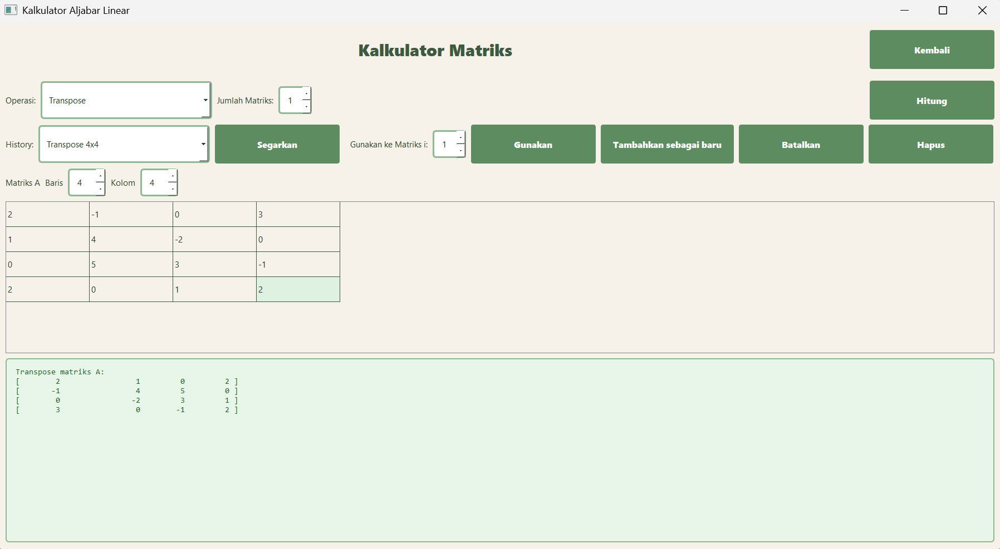 Kalkulator Aljabar Linear
Kalkulator Matriks
Kembali
Operasi: Transpose Jumlah Matriks: 1 Hitung
History: Transpose 4x4 Segarkan Gunakan ke Matriks i: 1 Gunakan Tambahkan sebagai baru Batalkan Hapus
Matriks A Baris 4 Kolom 4
2 -1 0 3
1 4 -2 0
0 5 3 -1
2 0 1 2
Transpose matriks A:
[ 2 1 0 2 ]
[ -1 4 5 0 ]
[ 0 -2 3 1 ]
[ 3 0 -1 2 ]